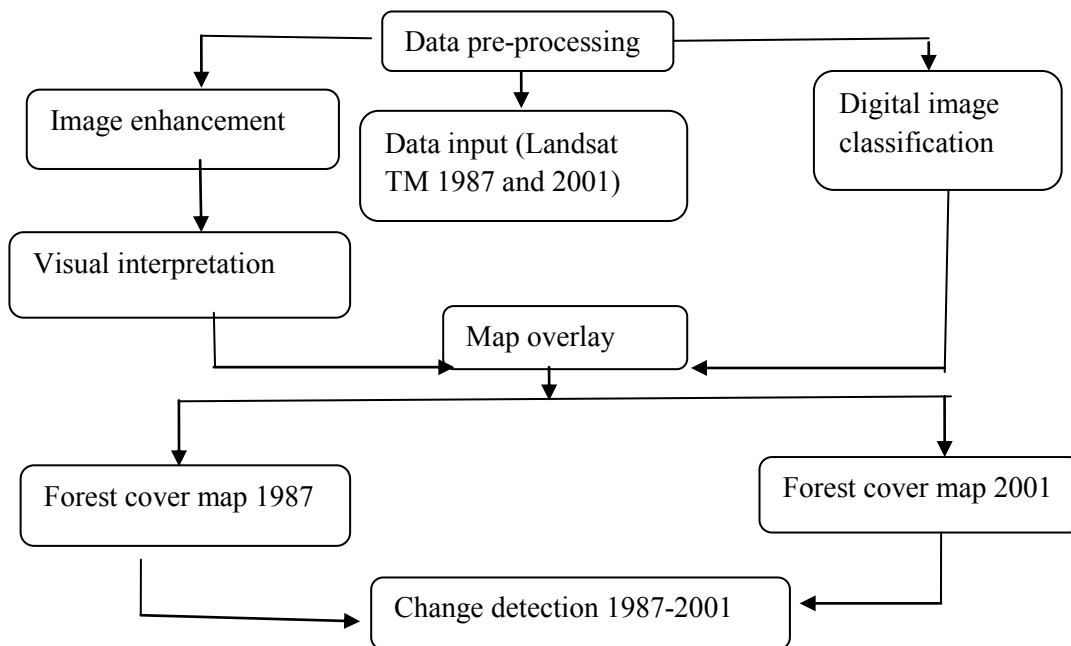 Data pre-processing
Image enhancement
Data input (Landsat
TM 1987 and 2001)
Digital image
classification
Visual interpretation
Map overlay
Forest cover map 1987
Forest cover map 2001
Change detection 1987-2001